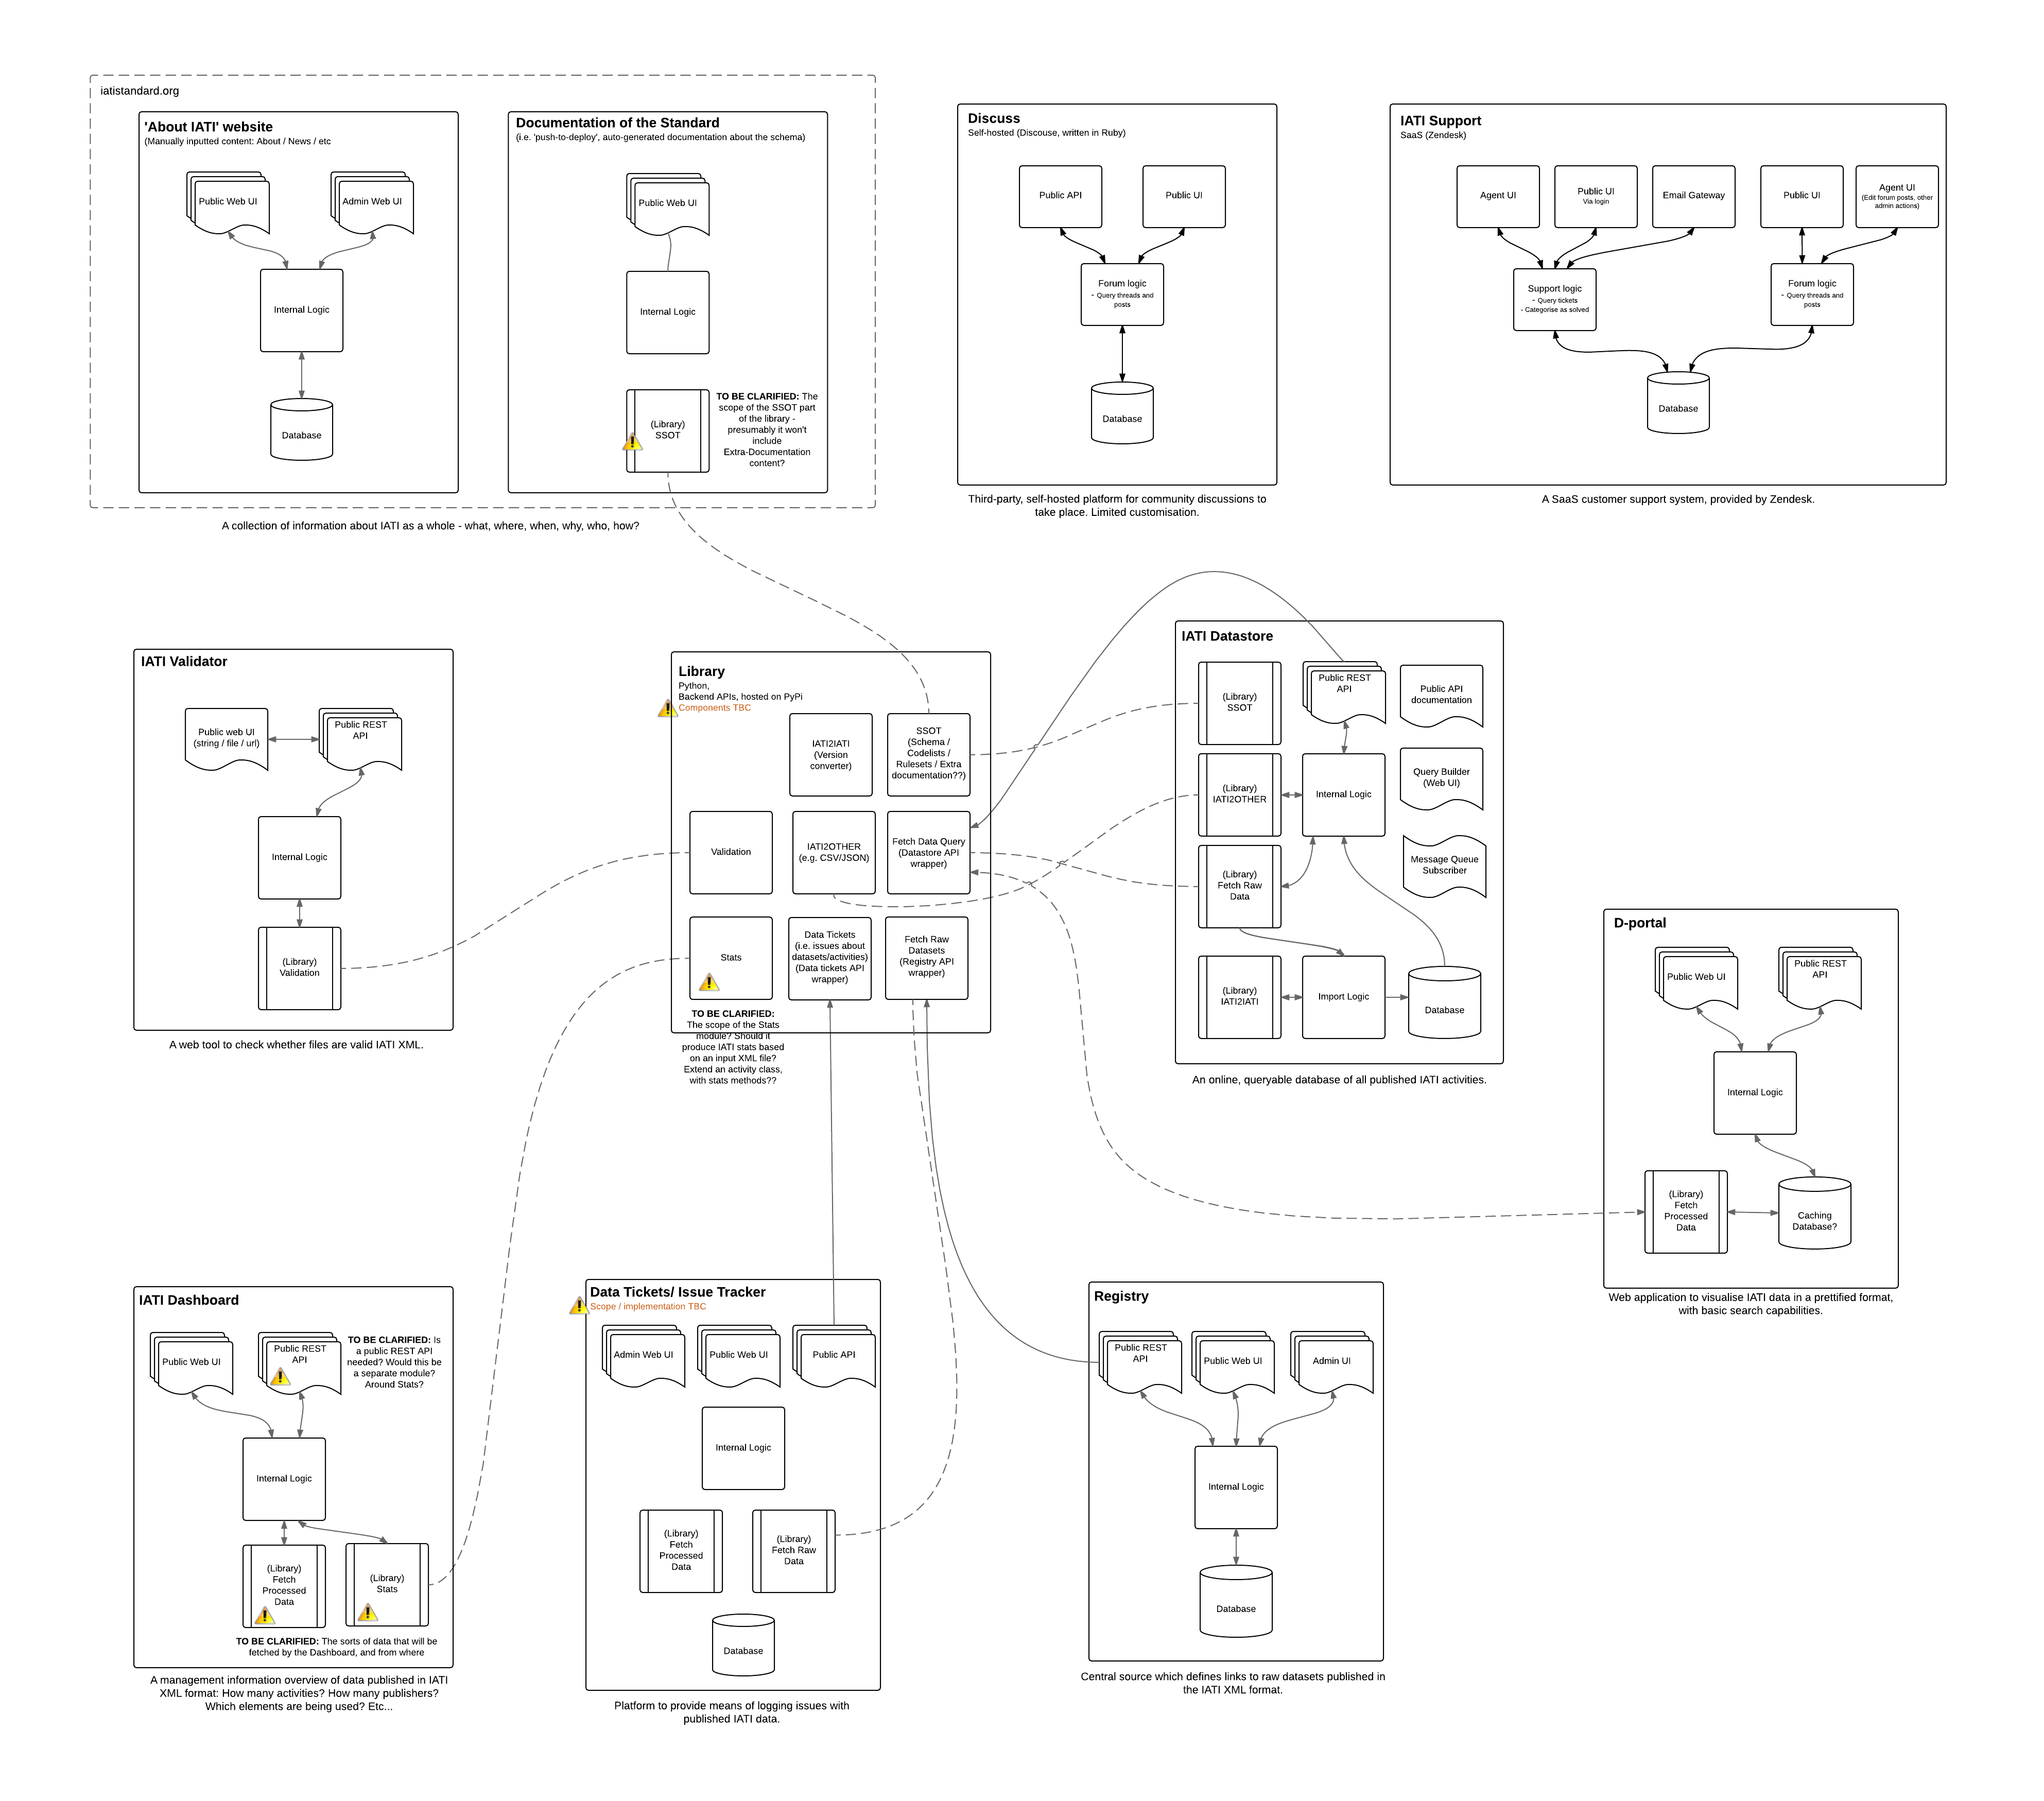 iatistandard.org
'About IATI' website
(Manually inputted content: About / News / etc
Public Web UI
Admin Web UI
Internal Logic
Database
Documentation of the Standard
(i.e. 'push-to-deploy', auto-generated documentation about the schema)
Public Web UI
Internal Logic
(Library)
SSOT
TO BE CLARIFIED: The
scope of the SSOT part
of the library -
presumably it won't
include
Extra-Documentation
content?
A collection of information about IATI as a whole - what, where, when, why, who, how?
Discuss
Self-hosted (Discouse, written in Ruby)
Public API
Public UI
Forum logic
- Query threads and
posts
Database
Third-party, self-hosted platform for community discussions to
take place. Limited customisation.
IATI Support
SaaS (Zendesk)
Agent UI
Public UI
Via login
Email Gateway
Public UI
Agent UI
(Edit forum posts, other
admin actions)
Support logic
- Query tickets
- Categorise as solved
Forum logic
- Query threads and
posts
Database
A SaaS customer support system, provided by Zendesk.
IATI Validator
Public web UI
(string / file / url)
Public REST
API
Internal Logic
(Library)
Validation
A web tool to check whether files are valid IATI XML.
Library
Python,
Backend APIs, hosted on PyPi
Components TBC
IATI2IATI
(Version
converter)
SSOT
(Schema /
Codelists /
Rulesets / Extra
documentation??)
Validation
IATI2OTHER
(e.g. CSV/JSON)
Fetch Data Query
(Datastore API
wrapper)
Stats
Data Tickets
(i.e. issues about
datasets/activities)
(Data tickets API
wrapper)
Fetch Raw
Datasets
(Registry API
wrapper)
TO BE CLARIFIED:
The scope of the Stats
module? Should it
produce IATI stats based
on an input XML file?
Extend an activity class,
with stats methods??
IATI Datastore
(Library)
SSOT
Public REST
API
Public API
documentation
(Library)
IATI2OTHER
Internal Logic
Query Builder
(Web UI)
(Library)
Fetch Raw
Data
Message Queue
Subscriber
(Library)
IATI2IATI
Import Logic
Database
An online, queryable database of all published IATI activities.
D-portal
Public Web UI
Public REST
API
Internal Logic
(Library)
Fetch
Processed
Data
Caching
Database?
Web application to visualise IATI data in a prettified format,
with basic search capabilities.
IATI Dashboard
Public Web UI
Public REST
API
TO BE CLARIFIED: Is
a public REST API
needed? Would this be
a separate module?
Around Stats?
Internal Logic
(Library)
Fetch
Processed
Data
(Library)
Stats
TO BE CLARIFIED: The sorts of data that will be
fetched by the Dashboard, and from where
A management information overview of data published in IATI
XML format: How many activities? How many publishers?
Which elements are being used? Etc...
Data Tickets/ Issue Tracker
Scope / implementation TBC
Admin Web UI
Public Web UI
Public API
Internal Logic
(Library)
Fetch
Processed
Data
(Library)
Fetch Raw
Data
Database
Platform to provide means of logging issues with
published IATI data.
Registry
Public REST
API
Public Web UI
Admin UI
Internal Logic
Database
Central source which defines links to raw datasets published in
the IATI XML format.